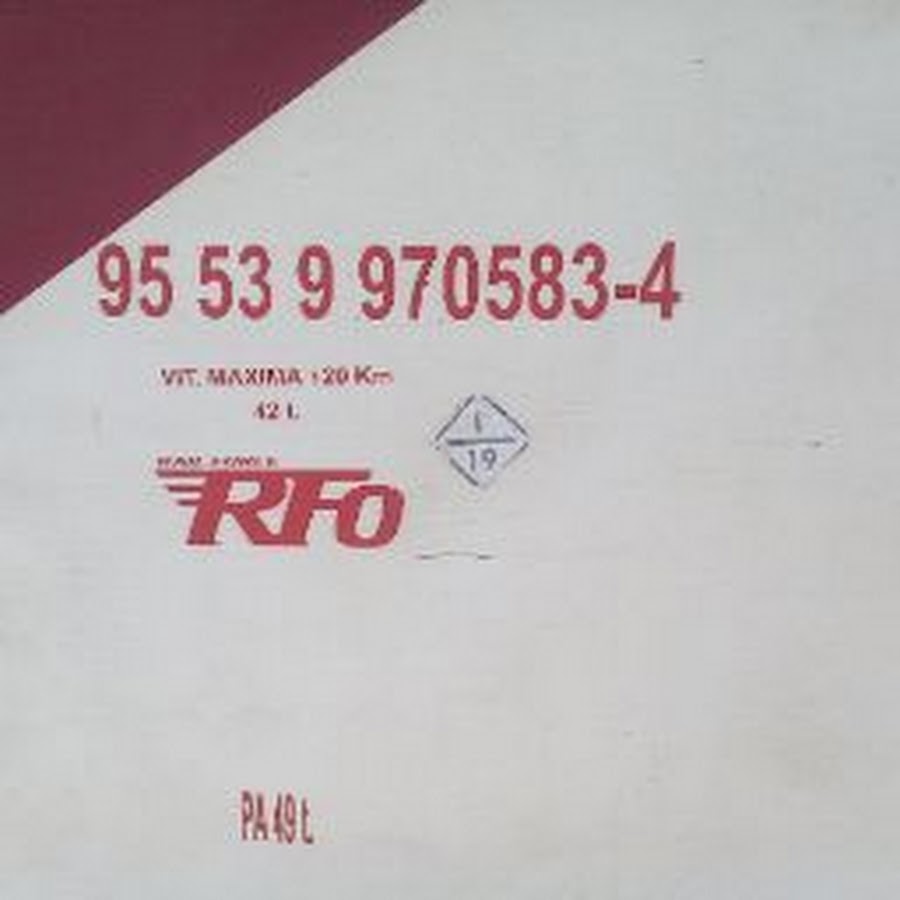 95 53 9 970583-4
VIT. MAXIMA 120 Km
42 t.
RFO
1
19
PA 49 t.